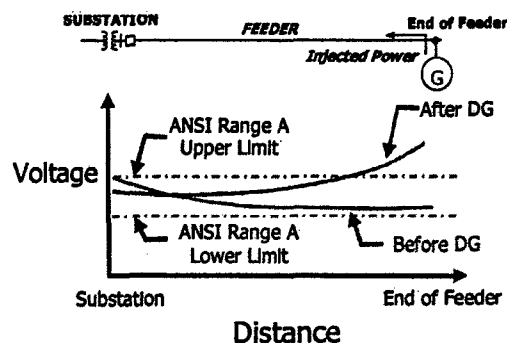 SUBSTATION
FEEDER
End of Feeder
Injected Power
G
After DG
ANSI Range A
Upper Limit
Voltage
ANSI Range A
Lower Limit
Before DG
Substation
End of Feeder
Distance